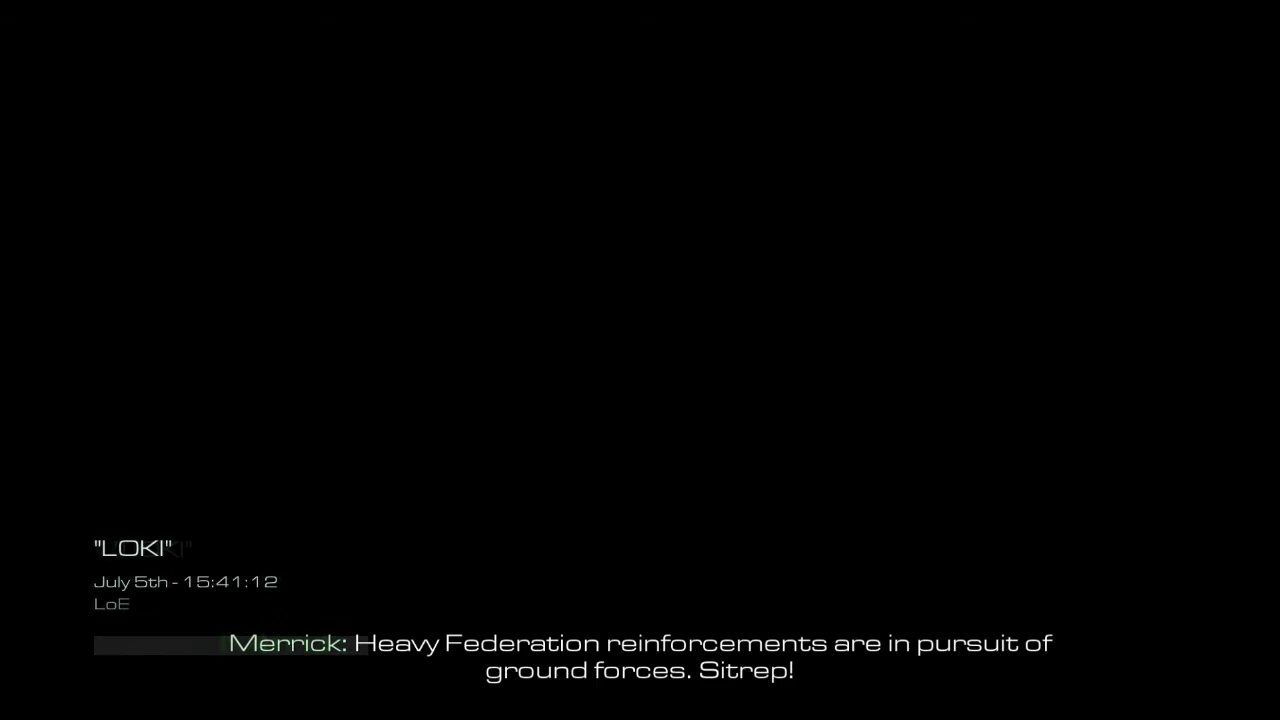 "LOKI"
July 5th - 15:41:12
LoE
Merrick: Heavy Federation reinforcements are in pursuit of
ground forces. Sitrep!